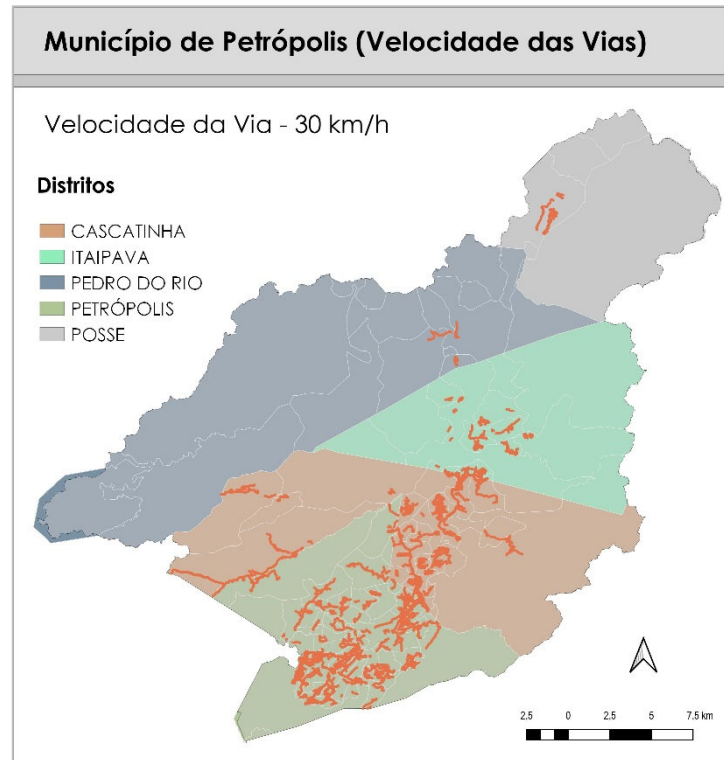 Município de Petrópolis (Velocidade das Vias)
Velocidade da Via - 30 km/h
Distritos
CASCATINHA
ITAIPAVA
PEDRO DO RIO
PETRÓPOLIS
POSSE
2.5 0 2.5 5 7.5 km